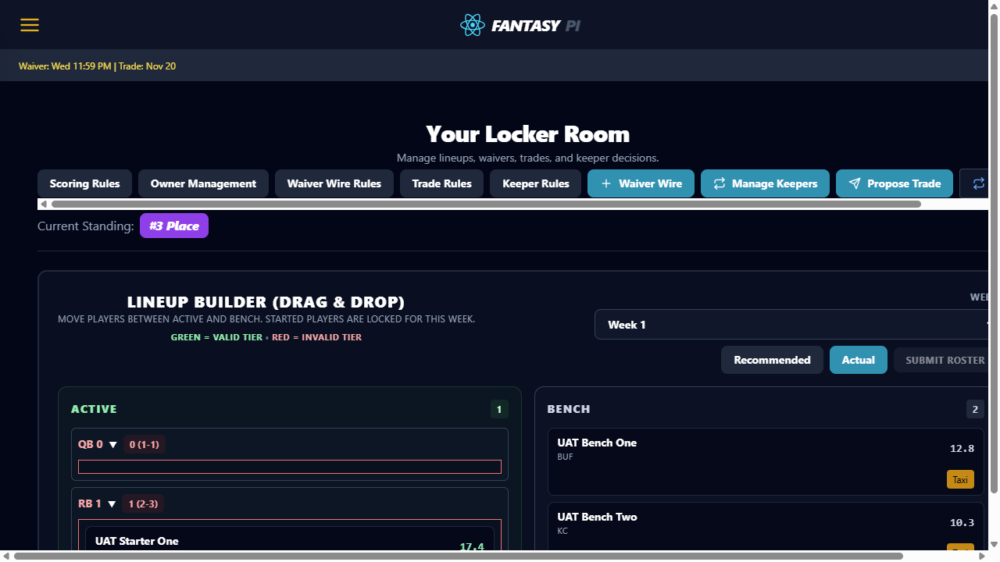 FANTASY PI
Waiver: Wed 11:59 PM | Trade: Nov 20
Your Locker Room
Manage lineups, waivers, trades, and keeper decisions.
Scoring Rules Owner Management Waiver Wire Rules Trade Rules Keeper Rules Waiver Wire Manage Keepers Propose Trade
Current Standing: #3 Place
LINEUP BUILDER (DRAG & DROP)
MOVE PLAYERS BETWEEN ACTIVE AND BENCH. STARTED PLAYERS ARE LOCKED FOR THIS WEEK.
GREEN = VALID TIER • RED = INVALID TIER
WEE
Week 1
Recommended Actual SUBMIT ROSTER
ACTIVE 1
QB 0 ▼ 0 (1-1)
RB 1 ▼ 1 (2-3)
UAT Starter One
17.4
BENCH 2
UAT Bench One
BUF
12.8
Taxi
UAT Bench Two
KC
10.3